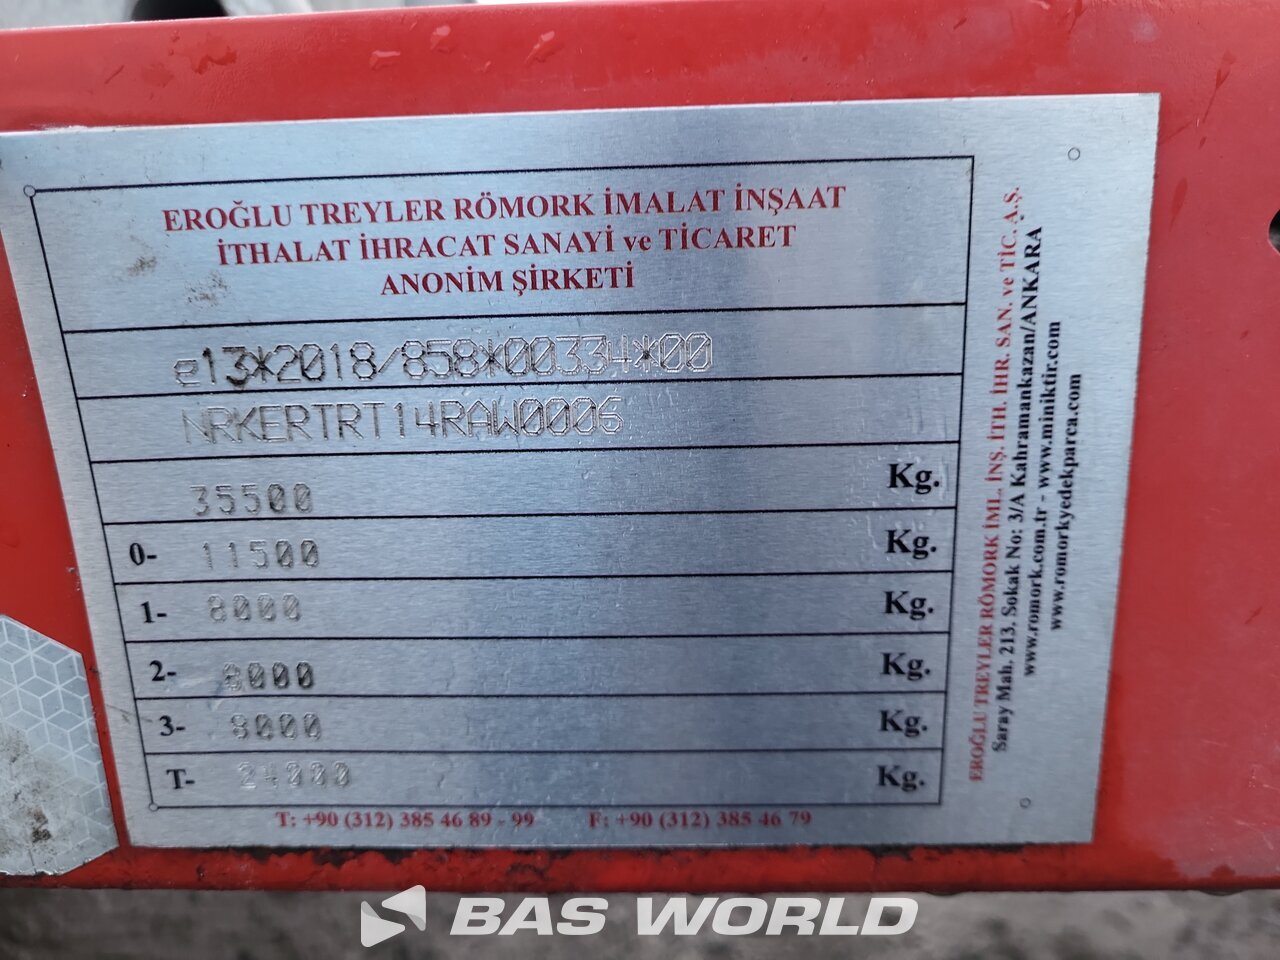 EROĞLU TREYLER RÖMORK İMALAT İNŞAAT
İTHALAT İHRACAT SANAYİ ve TİCARET
ANONİM ŞİRKETİ
e13*2018/858*00334*00
NRKERTRT14RAW0006
35500 Kg.
0- 11500 Kg.
1- 8000 Kg.
2- 8000 Kg.
3- 8000 Kg.
T- 24000 Kg.
T: +90 (312) 385 46 89 - 99 F: +90 (312) 385 46 79
EROĞLU TREYLER RÖMORK İML. İNŞ. İTH. İHR. SAN. ve TİC. A.Ş.
Saray Mah. 213. Sokak No: 3/A Kahramankazan/ANKARA
www.romork.com.tr - www.miniktir.com
www.romorkyedekparca.com
BAS WORLD